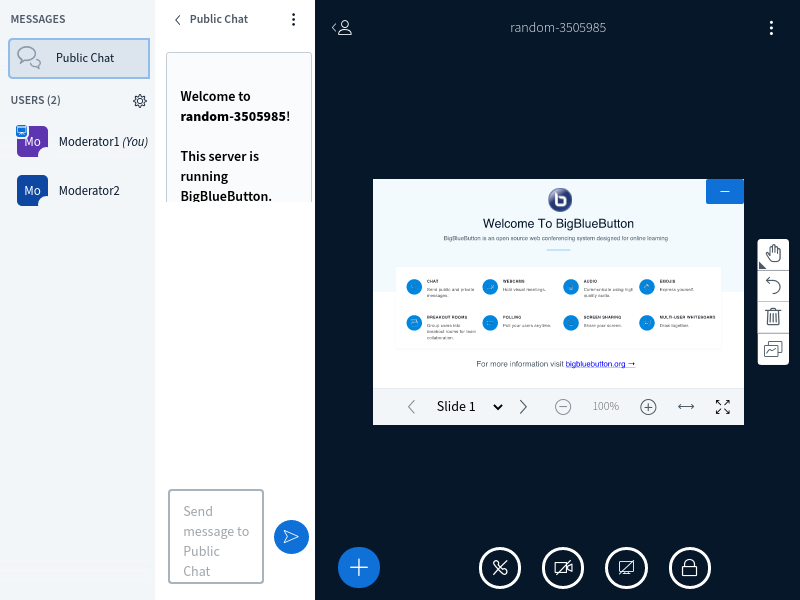 MESSAGES
Public Chat
USERS (2)
Mo
Moderator1 (You)
Mo
Moderator2
Public Chat
Welcome to
random-3505985!
This server is
running
BigBlueButton.
Send
message to
Public
Chat
random-3505985
Welcome To BigBlueButton
BigBlueButton is an open source web conferencing system designed for online learning
CHAT
Send public and private
messages.
WEBCAMS
Hold visual meetings.
AUDIO
Communicate using high
quality audio.
EMOJIS
Express yourself.
BREAKOUT ROOMS
Group users into
breakout rooms for team
collaboration.
POLLING
Poll your users anytime.
SCREEN SHARING
Share your screen.
MULTI-USER WHITEBOARD
Draw together.
For more information visit bigbluebutton.org →
Slide 1
100%